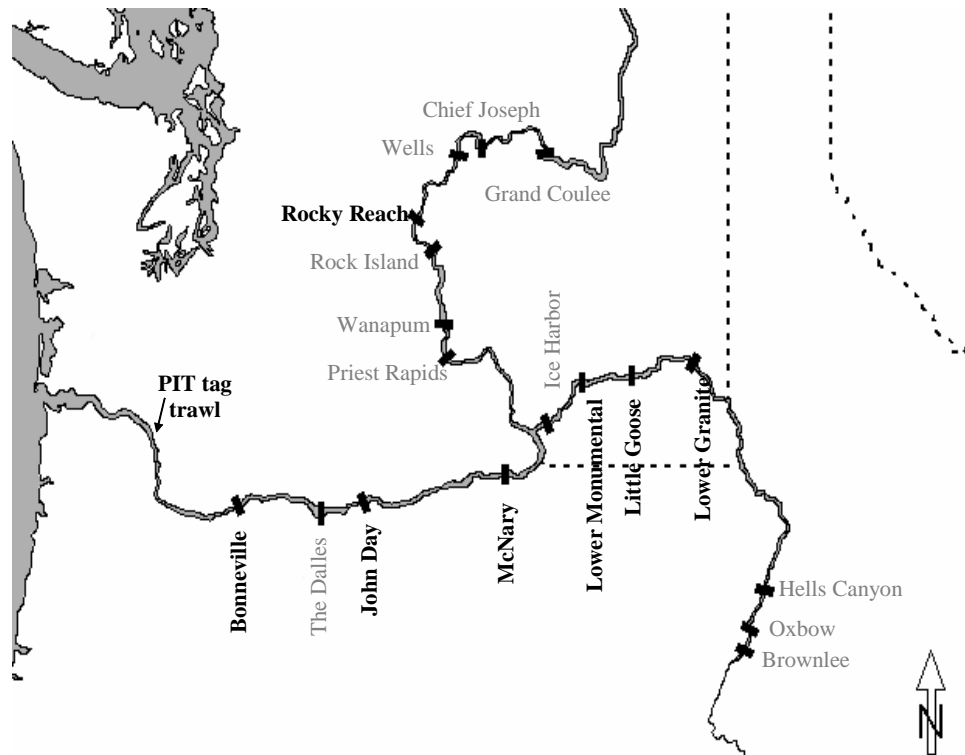 Chief Joseph
Wells
Grand Coulee
Rocky Reach
Rock Island
Ice Harbor
Wanapum
Priest Rapids
PIT tag
trawl
Lower Monumental
Little Goose
Lower Granite
McNary
John Day
The Dalles
Bonneville
Hells Canyon
Oxbow
Brownlee
N